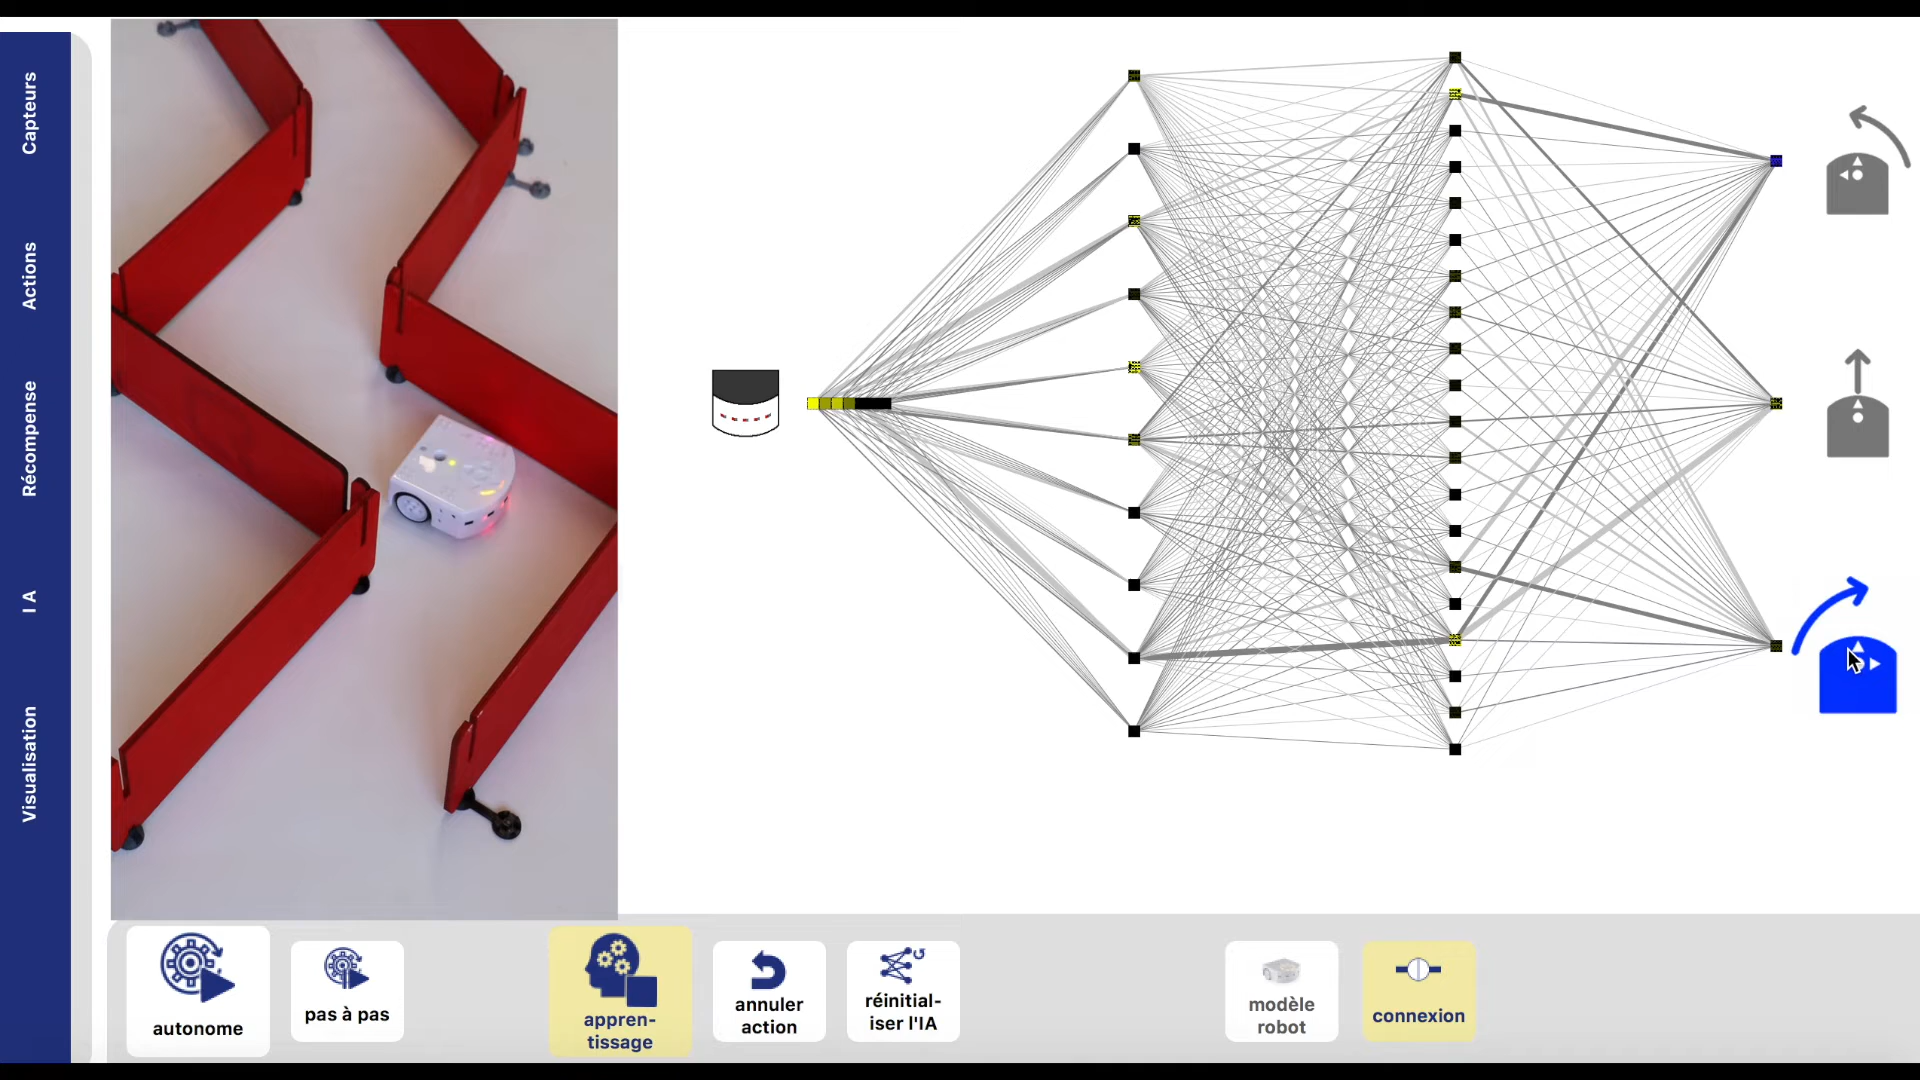 Capteurs
Actions
Récompense
I A
Visualisation
autonome
pas à pas
appren-
tissage
annuler
action
réinitial-
iser l'IA
modèle
robot
connexion